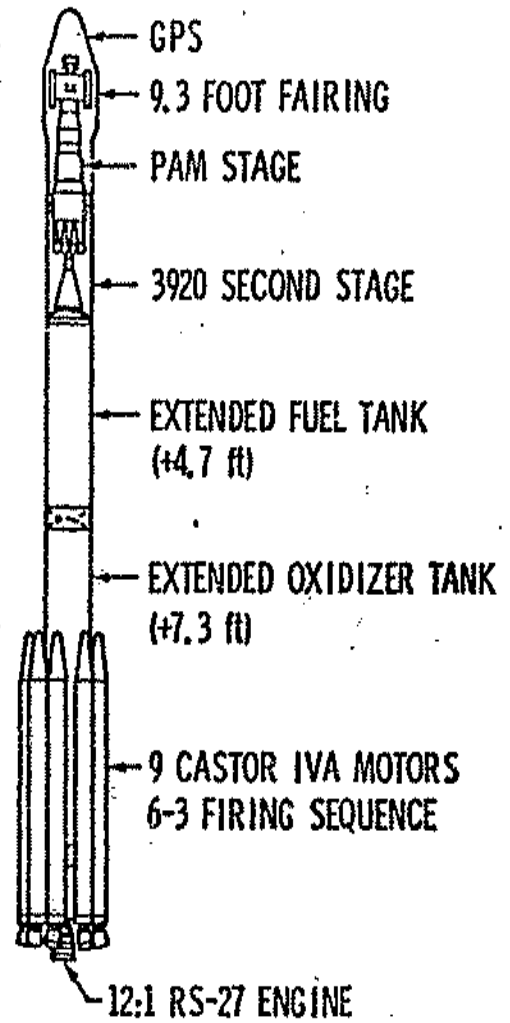 GPS
9.3 FOOT FAIRING
PAM STAGE
3920 SECOND STAGE
EXTENDED FUEL TANK
(+4.7 ft)
EXTENDED OXIDIZER TANK
(+7.3 ft)
9 CASTOR IVA MOTORS
6-3 FIRING SEQUENCE
12:1 RS-27 ENGINE